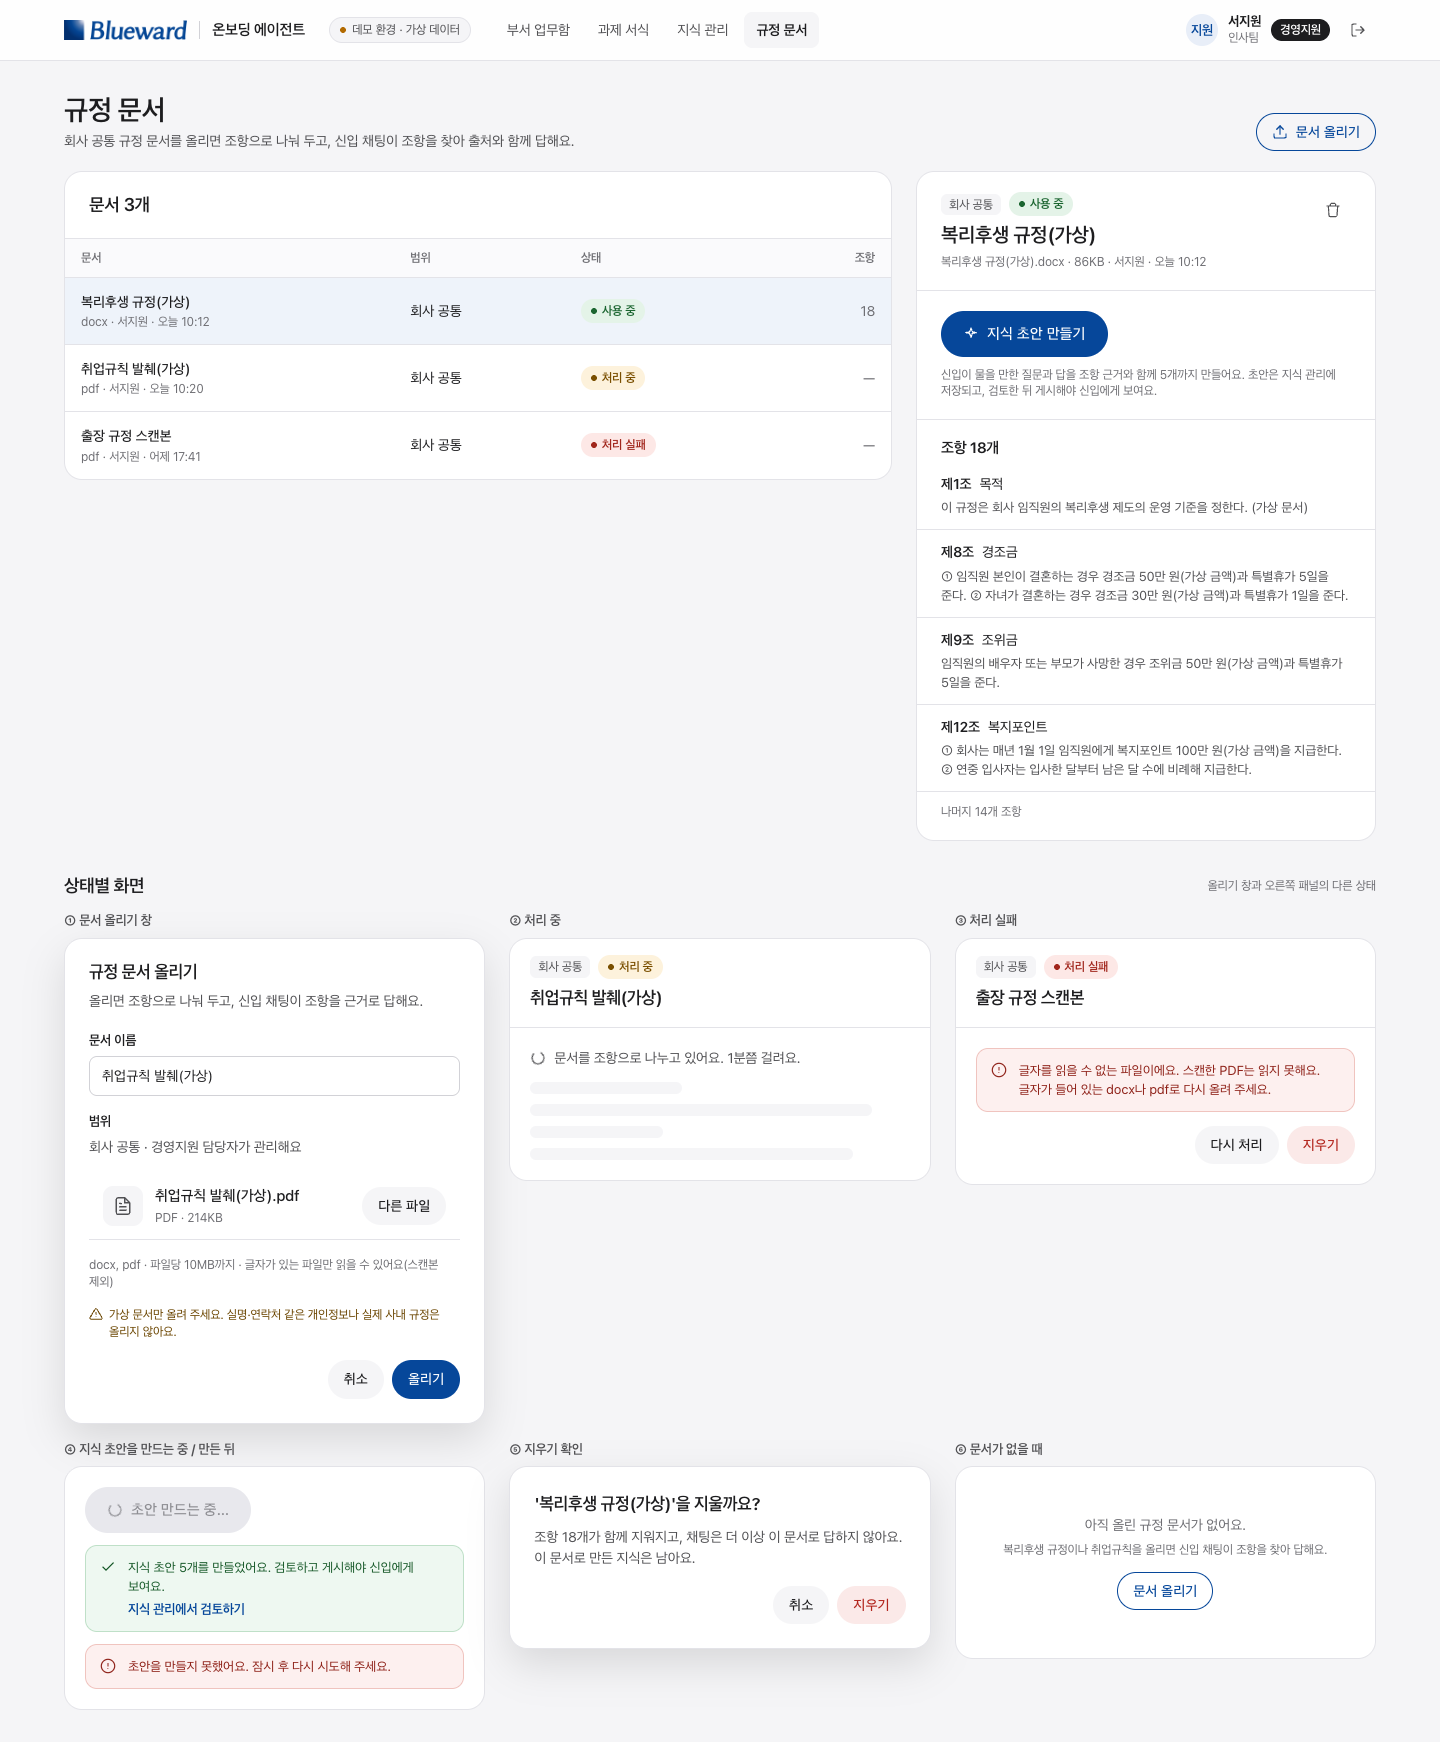 Blueward
온보딩 에이전트
데모 환경 · 가상 데이터
부서 업무함
과제 서식
지식 관리
규정 문서
지원
서지원
인사팀
경영지원
규정 문서
회사 공통 규정 문서를 올리면 조항으로 나눠 두고, 신입 채팅이 조항을 찾아 출처와 함께 답해요.
문서 올리기
문서 3개
문서 범위 상태 조항
복리후생 규정(가상)
docx · 서지원 · 오늘 10:12
회사 공통
사용 중
18
취업규칙 발췌(가상)
pdf · 서지원 · 오늘 10:20
회사 공통
처리 중
—
출장 규정 스캔본
pdf · 서지원 · 어제 17:41
회사 공통
처리 실패
—
회사 공통
사용 중
복리후생 규정(가상)
복리후생 규정(가상).docx · 86KB · 서지원 · 오늘 10:12
지식 초안 만들기
신입이 물을 만한 질문과 답을 조항 근거와 함께 5개까지 만들어요. 초안은 지식 관리에
저장되고, 검토한 뒤 게시해야 신입에게 보여요.
조항 18개
제1조 목적
이 규정은 회사 임직원의 복리후생 제도의 운영 기준을 정한다. (가상 문서)
제8조 경조금
① 임직원 본인이 결혼하는 경우 경조금 50만 원(가상 금액)과 특별휴가 5일을
준다. ② 자녀가 결혼하는 경우 경조금 30만 원(가상 금액)과 특별휴가 1일을 준다.
제9조 조위금
임직원의 배우자 또는 부모가 사망한 경우 조위금 50만 원(가상 금액)과 특별휴가
5일을 준다.
제12조 복지포인트
① 회사는 매년 1월 1일 임직원에게 복지포인트 100만 원(가상 금액)을 지급한다.
② 연중 입사자는 입사한 달부터 남은 달 수에 비례해 지급한다.
나머지 14개 조항
상태별 화면
올리기 창과 오른쪽 패널의 다른 상태
① 문서 올리기 창
규정 문서 올리기
올리면 조항으로 나눠 두고, 신입 채팅이 조항을 근거로 답해요.
문서 이름
취업규칙 발췌(가상)
범위
회사 공통 · 경영지원 담당자가 관리해요
취업규칙 발췌(가상).pdf
PDF · 214KB
다른 파일
docx, pdf · 파일당 10MB까지 · 글자가 있는 파일만 읽을 수 있어요(스캔본
제외)
가상 문서만 올려 주세요. 실명·연락처 같은 개인정보나 실제 사내 규정은
올리지 않아요.
취소
올리기
② 처리 중
회사 공통
처리 중
취업규칙 발췌(가상)
문서를 조항으로 나누고 있어요. 1분쯤 걸려요.
③ 처리 실패
회사 공통
처리 실패
출장 규정 스캔본
글자를 읽을 수 없는 파일이에요. 스캔한 PDF는 읽지 못해요.
글자가 들어 있는 docx나 pdf로 다시 올려 주세요.
다시 처리
지우기
④ 지식 초안을 만드는 중 / 만든 뒤
초안 만드는 중...
지식 초안 5개를 만들었어요. 검토하고 게시해야 신입에게
보여요.
지식 관리에서 검토하기
초안을 만들지 못했어요. 잠시 후 다시 시도해 주세요.
⑤ 지우기 확인
'복리후생 규정(가상)'을 지울까요?
조항 18개가 함께 지워지고, 채팅은 더 이상 이 문서로 답하지 않아요.
이 문서로 만든 지식은 남아요.
취소
지우기
⑥ 문서가 없을 때
아직 올린 규정 문서가 없어요.
복리후생 규정이나 취업규칙을 올리면 신입 채팅이 조항을 찾아 답해요.
문서 올리기